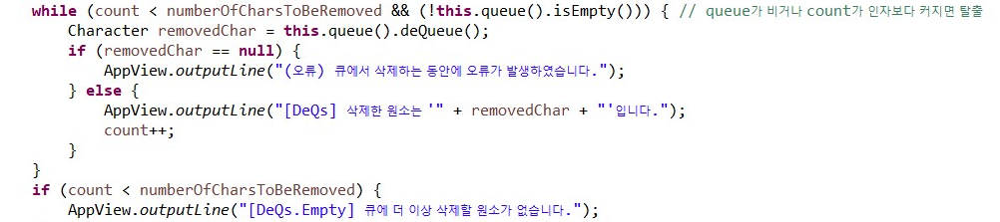 while (count < numberOfCharsToBeRemoved && (!this.queue().isEmpty())) { // queue가 비거나 count가 인자보다 커지면 탈출
Character removedChar = this.queue().deQueue();
if (removedChar == null) {
AppView.outputLine("(오류) 큐에서 삭제하는 동안에 오류가 발생하였습니다.");
} else {
AppView.outputLine("[DeQs] 삭제한 원소는 '" + removedChar + "'입니다.");
count++;
}
}
if (count < numberOfCharsToBeRemoved) {
AppView.outputLine("[DeQs.Empty] 큐에 더 이상 삭제할 원소가 없습니다.");